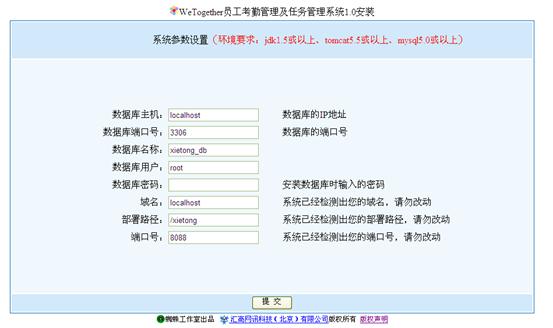 WeTogether员工考勤管理及任务管理系统1.0安装
系统参数设置（环境要求：jdk1.5或以上、tomcat5.5或以上、mysql5.0或以上）
数据库主机： localhost 数据库的IP地址
数据库端口号： 3306 数据库的端口号
数据库名称： xietong_db
数据库用户： root
数据库密码： 安装数据库时输入的密码
域名： localhost 系统已经检测出您的域名，请勿改动
部署路径： /xietong 系统已经检测出您的部署路径，请勿改动
端口号： 8088 系统已经检测出您的端口号，请勿改动
提 交
蜘蛛工作室出品 汇高网讯科技（北京）有限公司版权所有 版权声明